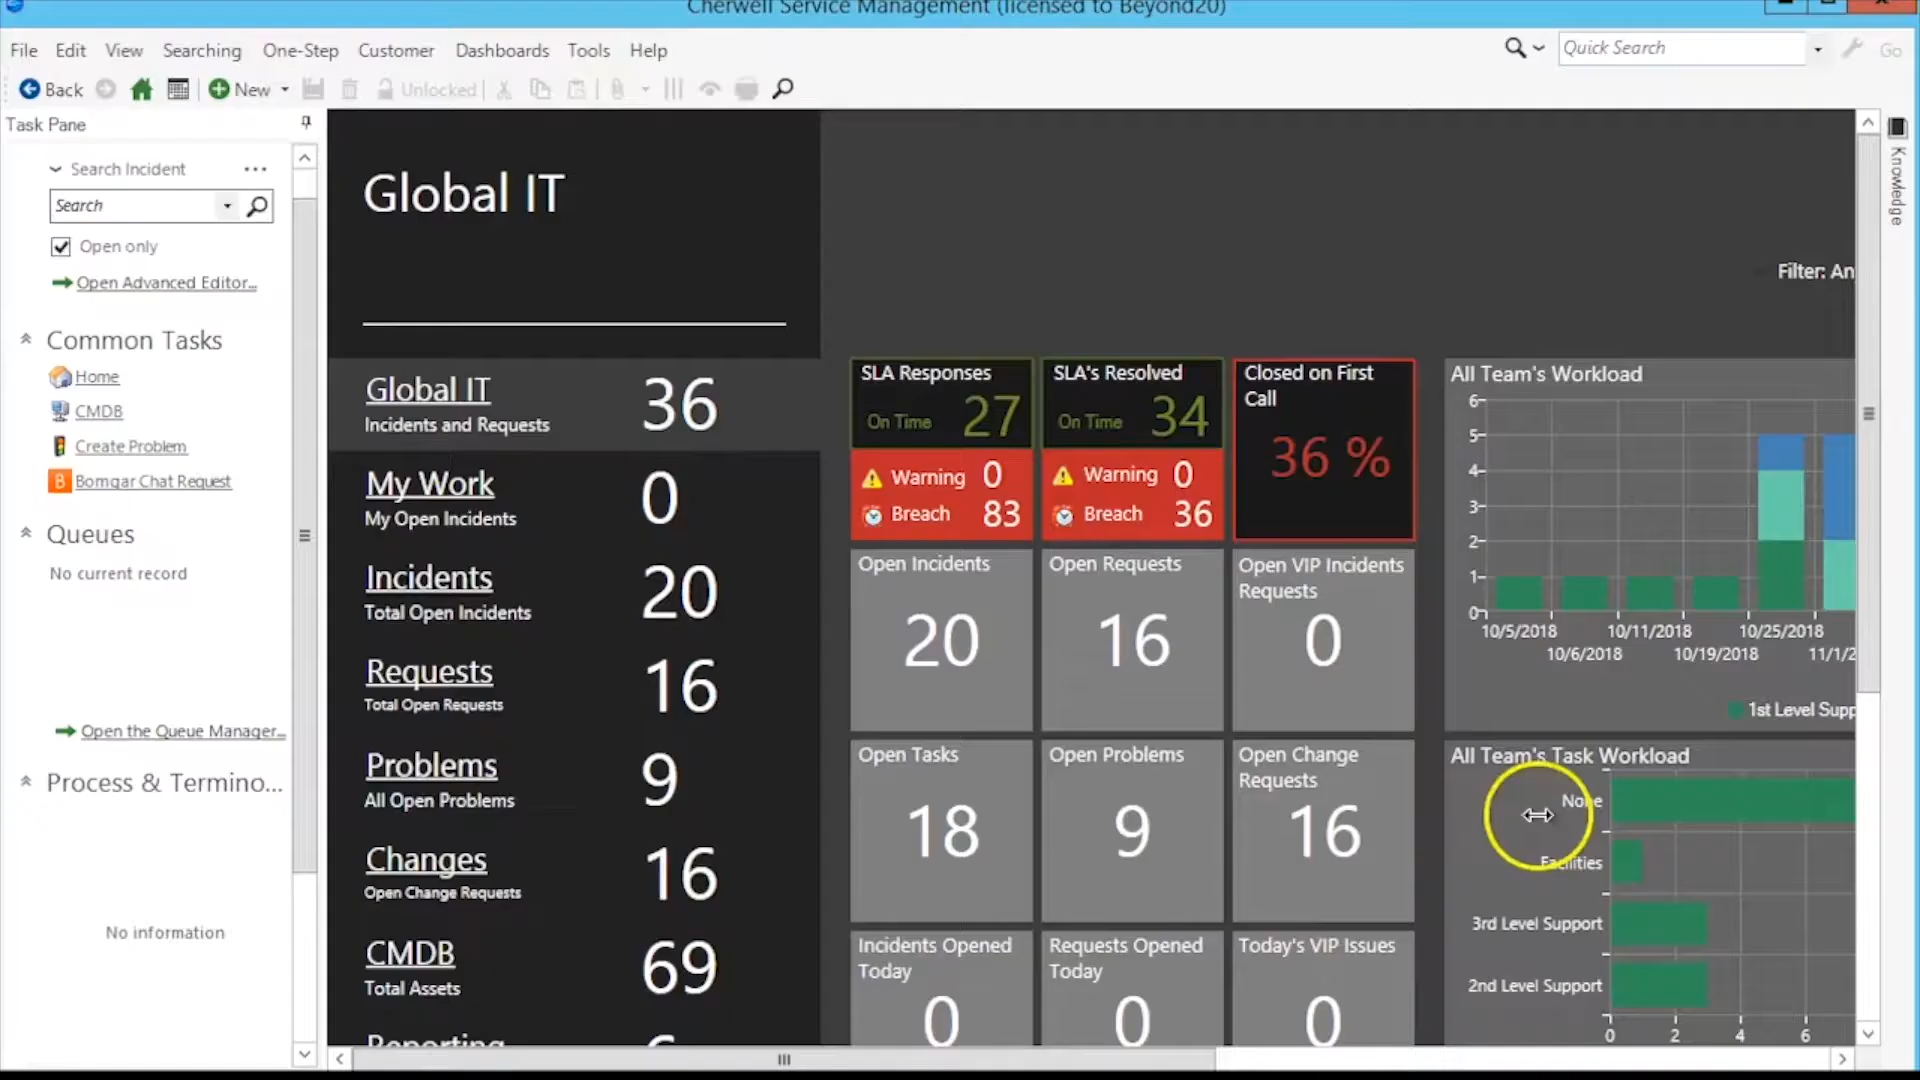 Cherwell Service Management (licensed to Beyond20)
File Edit View Searching One-Step Customer Dashboards Tools Help
Quick Search
Go
Back
New
Unlocked
Task Pane
Search Incident
Search
Open only
Open Advanced Editor...
Common Tasks
Home
CMDB
Create Problem
B Bomgar Chat Request
Queues
No current record
Open the Queue Manager...
Process & Termino...
No information
Global IT
Global IT 36
Incidents and Requests
My Work 0
My Open Incidents
Incidents 20
Total Open Incidents
Requests 16
Total Open Requests
Problems 9
All Open Problems
Changes 16
Open Change Requests
CMDB 69
Total Assets
Reporting
Filter: An
SLA Responses
On Time 27
Warning 0
Breach 83
SLA's Resolved
On Time 34
Warning 0
Breach 36
Closed on First
Call
36 %
Open Incidents
20
Open Requests
16
Open VIP Incidents
Requests
0
Open Tasks
18
Open Problems
9
Open Change
Requests
16
Incidents Opened
Today
0
Requests Opened
Today
0
Today's VIP Issues
0
All Team's Workload
6
5
4
3
2
1
0
10/5/2018 10/11/2018 10/25/2018
10/6/2018 10/19/2018 11/1/2
1st Level Supp
All Team's Task Workload
None
Facilities
3rd Level Support
2nd Level Support
0 2 4 6
Knowledge